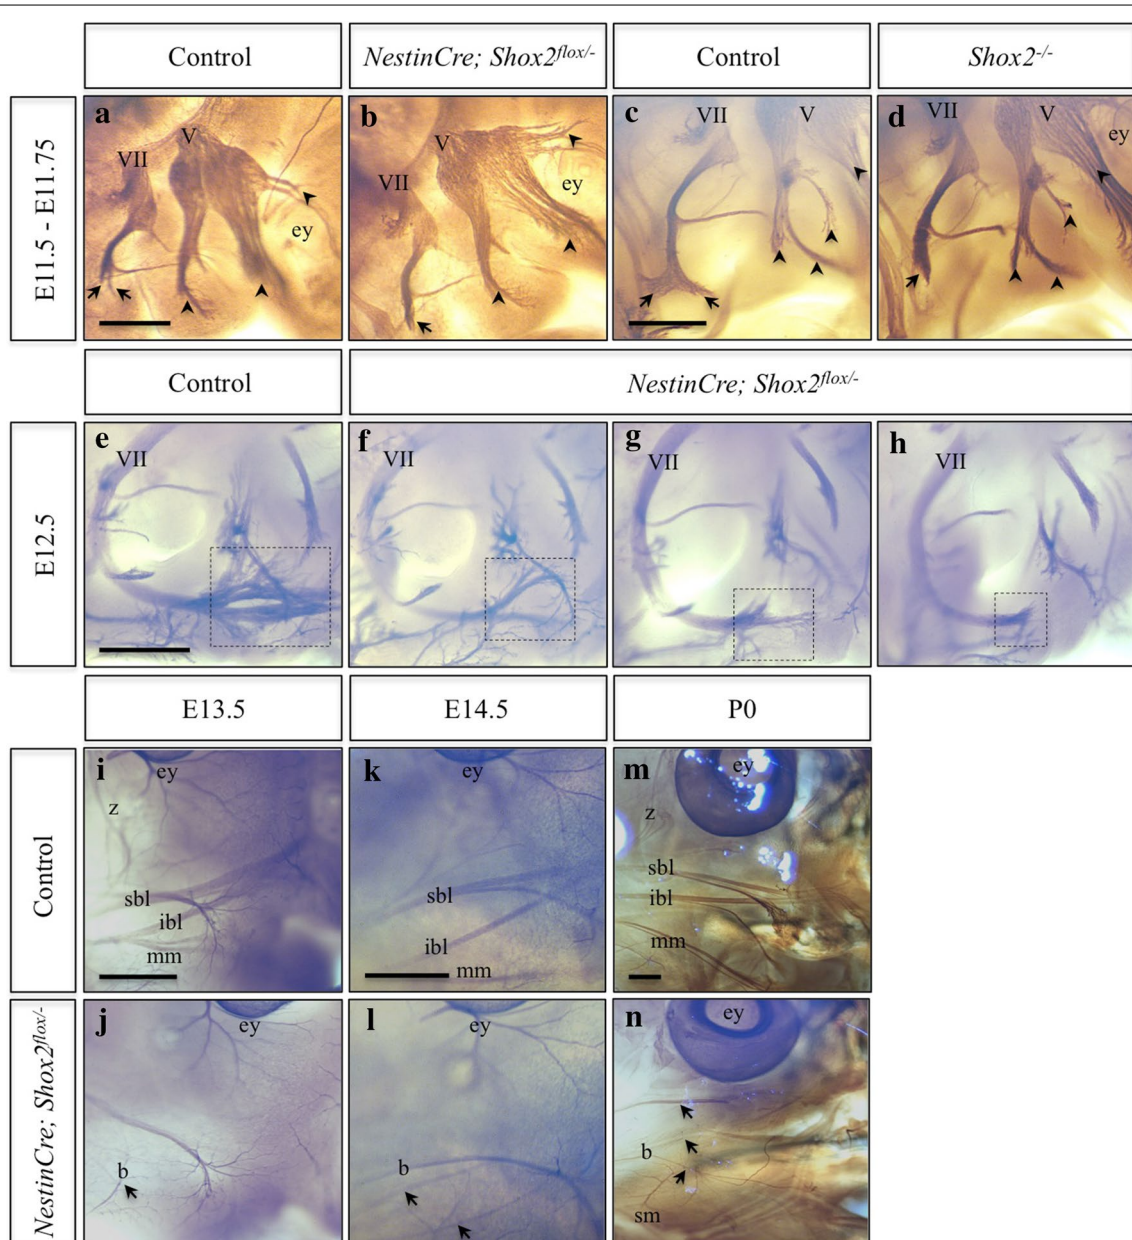 Control
NestinCre; Shox2flox/-
Control
Shox2-/-
E11.5 - E11.75
a
V
VII
ey
b
V
VII
ey
c
VII
V
d
VII
V
ey
Control
NestinCre; Shox2flox/-
E12.5
e
VII
f
VII
g
VII
h
VII
E13.5
E14.5
P0
Control
i
ey
z
sbl
ibl
mm
k
ey
sbl
ibl
mm
m
ey
z
sbl
ibl
mm
NestinCre; Shox2flox/-
j
ey
b
l
ey
b
n
ey
b
sm